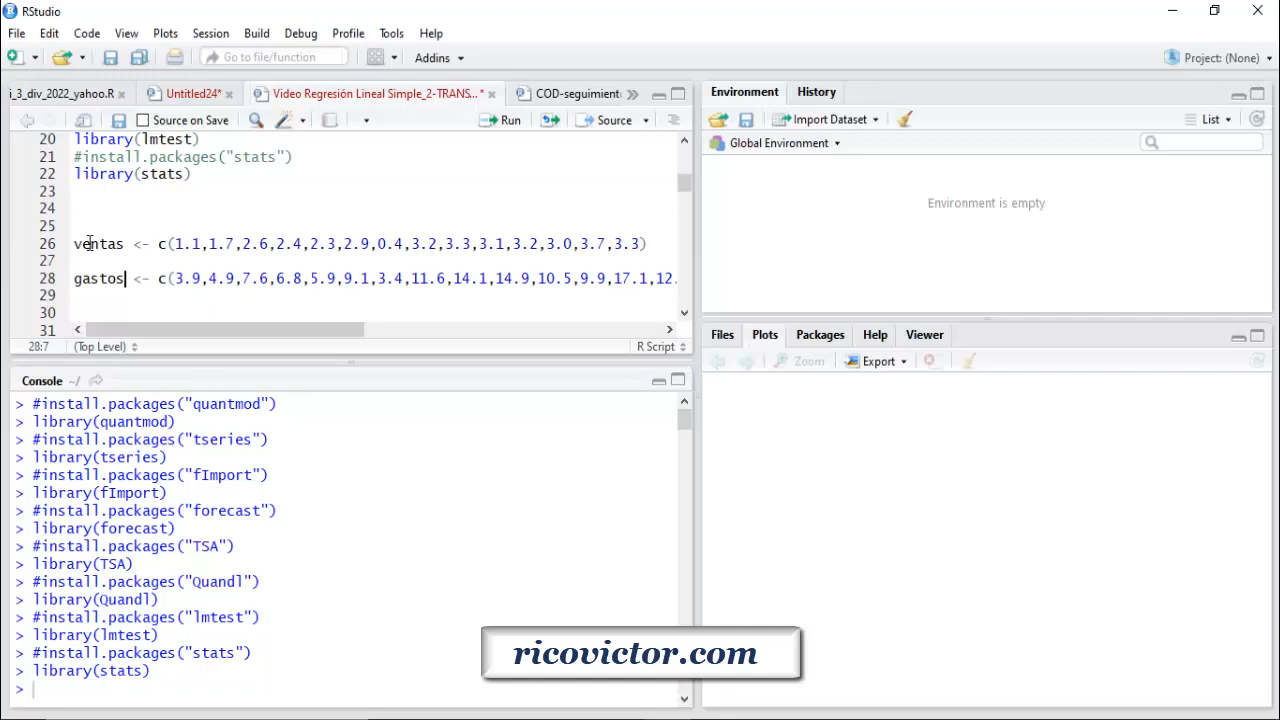 RStudio
File Edit Code View Plots Session Build Debug Profile Tools Help
Go to file/function Addins Project: (None)
i_3_div_2022_yahoo.R Untitled24* Video Regresión Lineal Simple_2-TRANS...* COD-seguimient
Source on Save Run Source
20 library(lmtest)
21 #install.packages("stats")
22 library(stats)
23
24
25
26 ventas <- c(1.1,1.7,2.6,2.4,2.3,2.9,0.4,3.2,3.3,3.1,3.2,3.0,3.7,3.3)
27
28 gastos <- c(3.9,4.9,7.6,6.8,5.9,9.1,3.4,11.6,14.1,14.9,10.5,9.9,17.1,12.
29
30
31
28:7 (Top Level) R Script
Console ~/
> #install.packages("quantmod")
> library(quantmod)
> #install.packages("tseries")
> library(tseries)
> #install.packages("fImport")
> library(fImport)
> #install.packages("forecast")
> library(forecast)
> #install.packages("TSA")
> library(TSA)
> #install.packages("Quandl")
> library(Quandl)
> #install.packages("lmtest")
> library(lmtest)
> #install.packages("stats")
> library(stats)
>
Environment History
Import Dataset List
Global Environment
Environment is empty
Files Plots Packages Help Viewer
Zoom Export
ricovictor.com